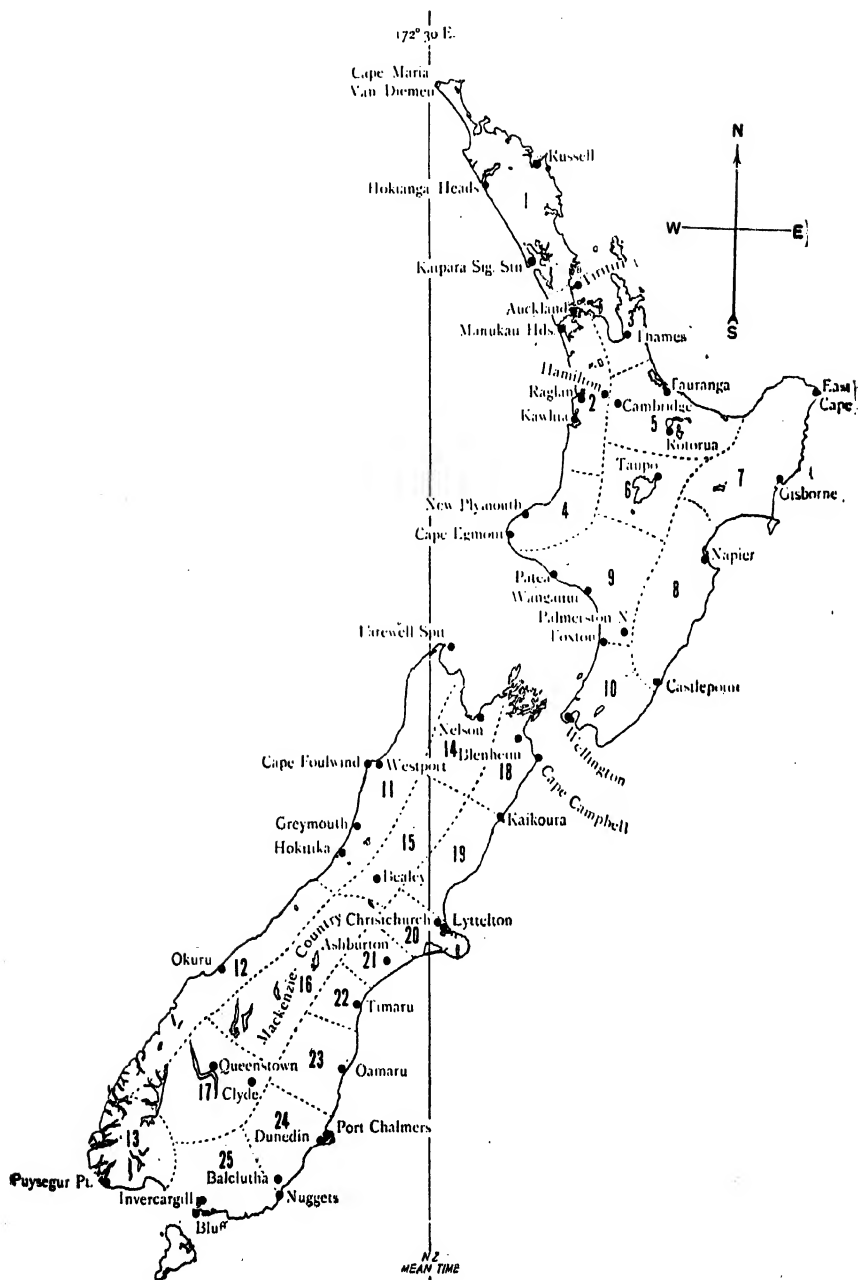 172° 30 E.
Cape Maria
Van Diemen
N
Russell
Hokianga Heads
1
W
E
Kaipara Sig. Stn
Tiritiri
Auckland
S
Manukau Hds.
3
Thames
Hamilton
Tauranga
East
Cape
Raglan
2
Cambridge
Kawhia
5
Rotorua
Taupo
6
7
Gisborne
New Plymouth
4
Cape Egmont
Napier
Patea
9
Wanganui
8
Palmerston N
Foxton
Farewell Spit
10
Castlepoint
Nelson
Wellington
14
Blenheim
Cape Foulwind
Westport
18
11
Cape Campbell
Greymouth
Kaikoura
Hokitika
15
19
Bealey
Christchurch
Lyttelton
20
Mackenzie Country
Ashburton
Okuru
12
21
16
22
Timaru
Queenstown
23
Oamaru
17
Clyde
24
Port Chalmers
13
Dunedin
25
Balclutha
Puysegur Pt.
Invercargill
Nuggets
Bluff
N Z
MEAN TIME